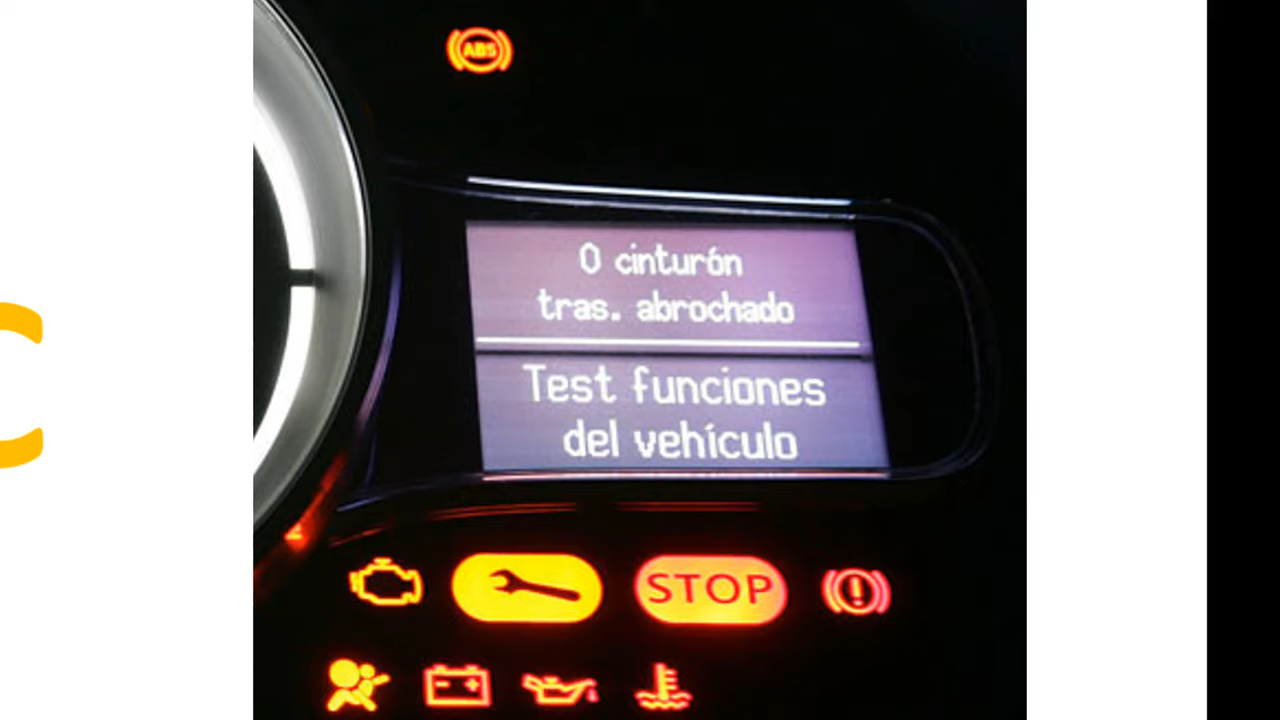 ABS
0 cinturón
tras. abrochado
Test funciones
del vehículo
STOP